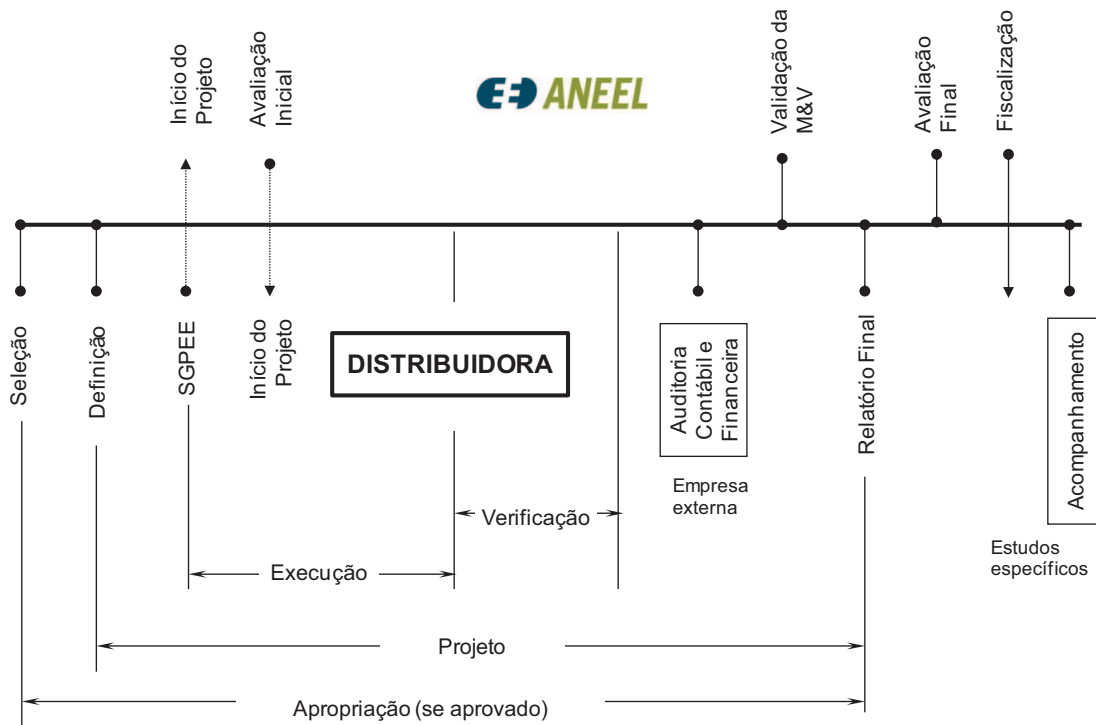 Início do
Projeto
Avaliação
Inicial
ANEEL
Validação da
M&V
Avaliação
Final
Fiscalização
Seleção
Definição
SGPEE
Início do
Projeto
DISTRIBUIDORA
Auditoria
Contábil e
Financeira
Empresa
externa
Relatório Final
Acompanhamento
Estudos
específicos
Verificação
Execução
Projeto
Apropriação (se aprovado)